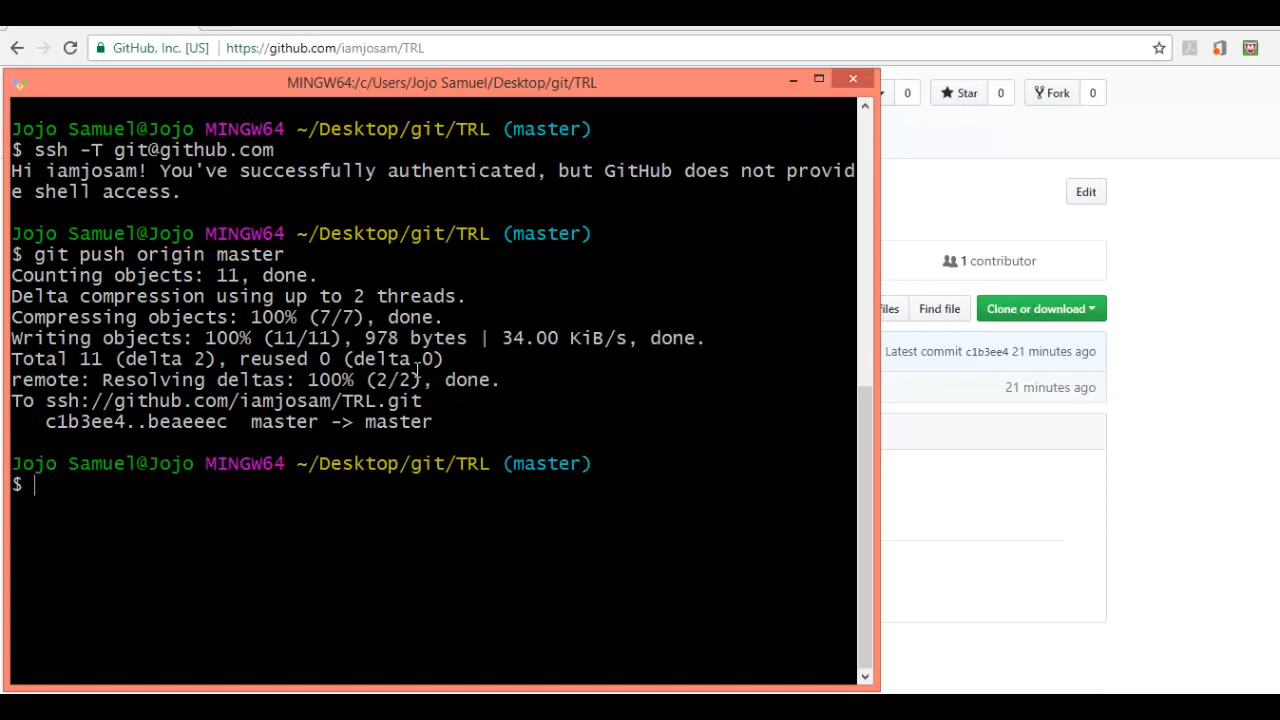 GitHub, Inc. [US] https://github.com/iamjosam/TRL
MINGW64:/c/Users/Jojo Samuel/Desktop/git/TRL
0 Star 0 Fork 0
Jojo Samuel@Jojo MINGW64 ~/Desktop/git/TRL (master)
$ ssh -T git@github.com
Hi iamjosam! You've successfully authenticated, but GitHub does not provid
e shell access.
Edit
Jojo Samuel@Jojo MINGW64 ~/Desktop/git/TRL (master)
$ git push origin master
1 contributor
Counting objects: 11, done.
Delta compression using up to 2 threads.
iles Find file Clone or download
Compressing objects: 100% (7/7), done.
Writing objects: 100% (11/11), 978 bytes | 34.00 KiB/s, done.
Latest commit c1b3ee4 21 minutes ago
Total 11 (delta 2), reused 0 (delta 0)
remote: Resolving deltas: 100% (2/2), done.
21 minutes ago
To ssh://github.com/iamjosam/TRL.git
c1b3ee4..beaeeec master -> master
Jojo Samuel@Jojo MINGW64 ~/Desktop/git/TRL (master)
$